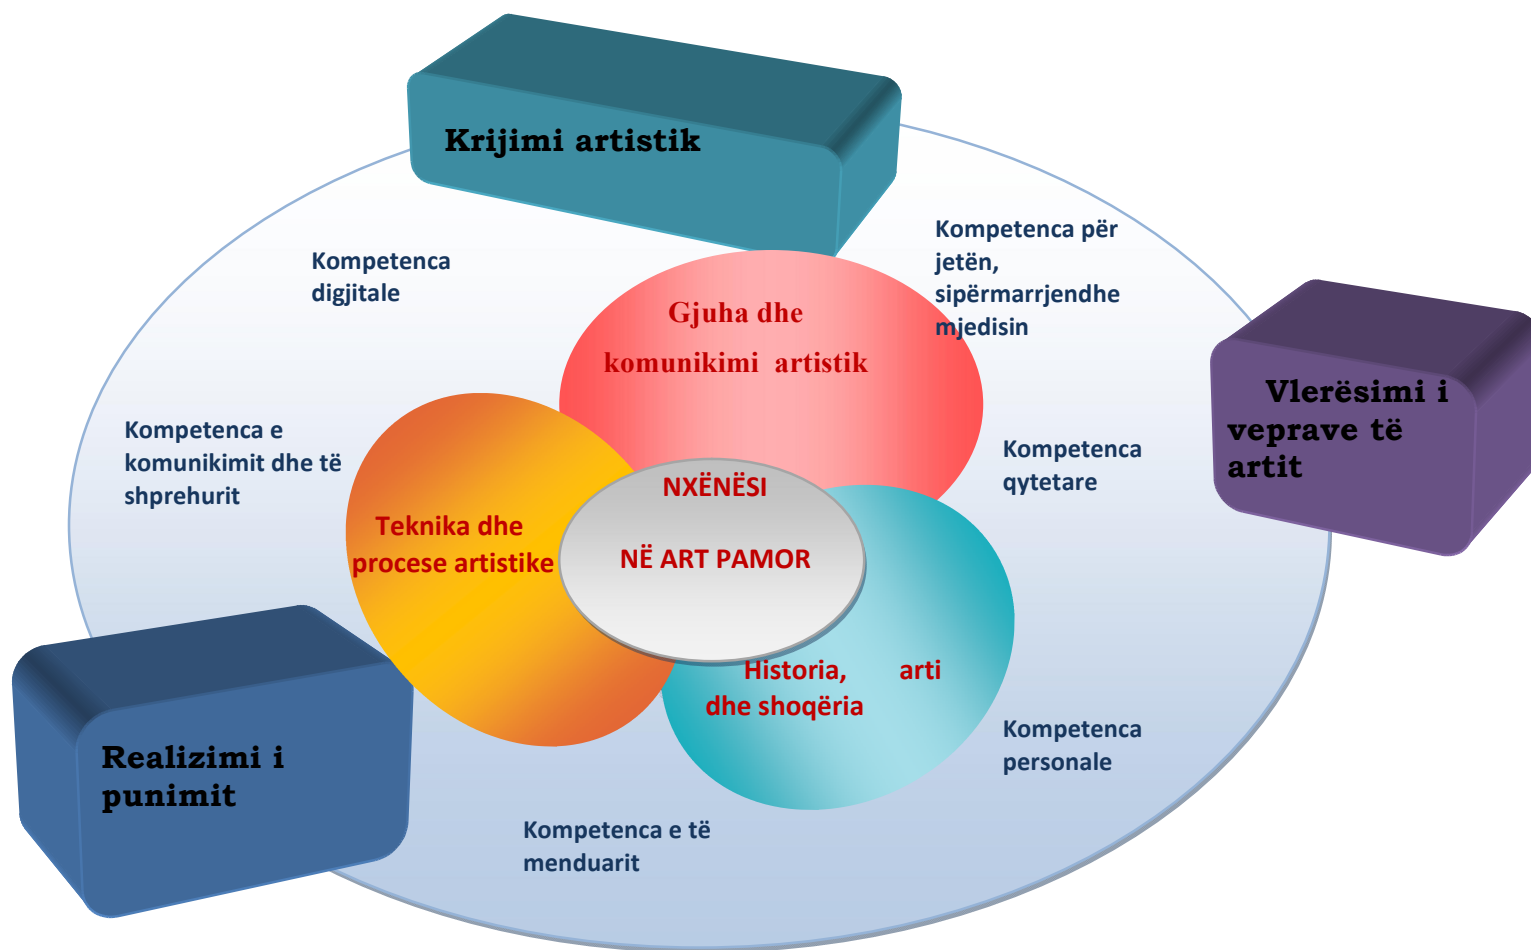 Krijimi artistik
Kompetenca
digjitale
Kompetenca për
jetën,
sipërmarrjendhe
mjedisin
Gjuha dhe
komunikimi artistik
Vlerësimi i
veprave të
artit
Kompetenca e
komunikimit dhe të
shprehurit
Kompetenca
qytetare
NXËNËSI
NË ART PAMOR
Teknika dhe
procese artistike
Historia, arti
dhe shoqëria
Kompetenca
personale
Realizimi i
punimit
Kompetenca e të
menduarit